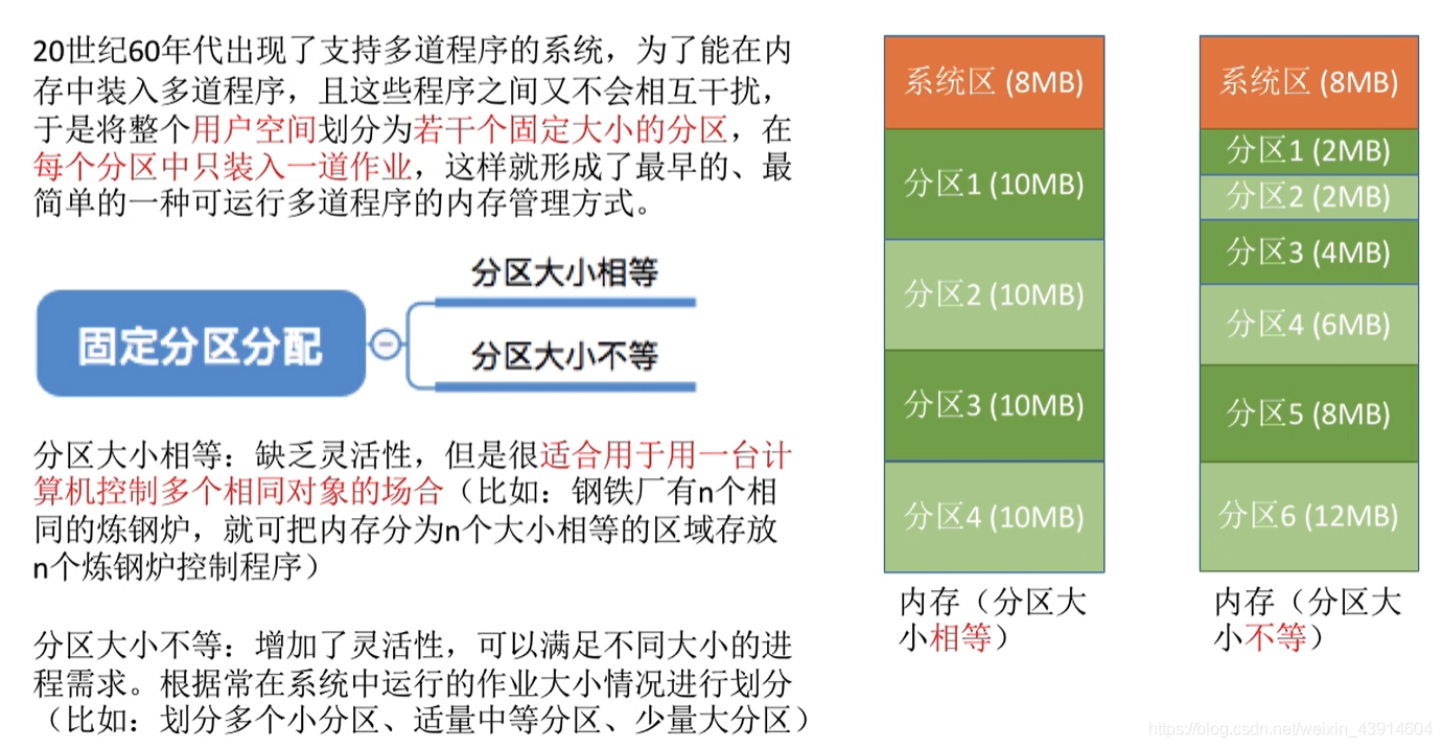 20世纪60年代出现了支持多道程序的系统，为了能在内
存中装入多道程序，且这些程序之间又不会相互干扰，
于是将整个用户空间划分为若干个固定大小的分区，在
每个分区中只装入一道作业，这样就形成了最早的、最
简单的一种可运行多道程序的内存管理方式。
固定分区分配
分区大小相等
分区大小不等
分区大小相等：缺乏灵活性，但是很适合用于用一台计
算机控制多个相同对象的场合（比如：钢铁厂有n个相
同的炼钢炉，就可把内存分为n个大小相等的区域存放
n个炼钢炉控制程序）
分区大小不等：增加了灵活性，可以满足不同大小的进
程需求。根据常在系统中运行的作业大小情况进行划分
（比如：划分多个小分区、适量中等分区、少量大分区）
系统区 (8MB)
分区1 (10MB)
分区2 (10MB)
分区3 (10MB)
分区4 (10MB)
内存（分区大
小相等）
系统区 (8MB)
分区1 (2MB)
分区2 (2MB)
分区3 (4MB)
分区4 (6MB)
分区5 (8MB)
分区6 (12MB)
内存（分区大
小不等）
https://blog.csdn.net/weixin_43914604